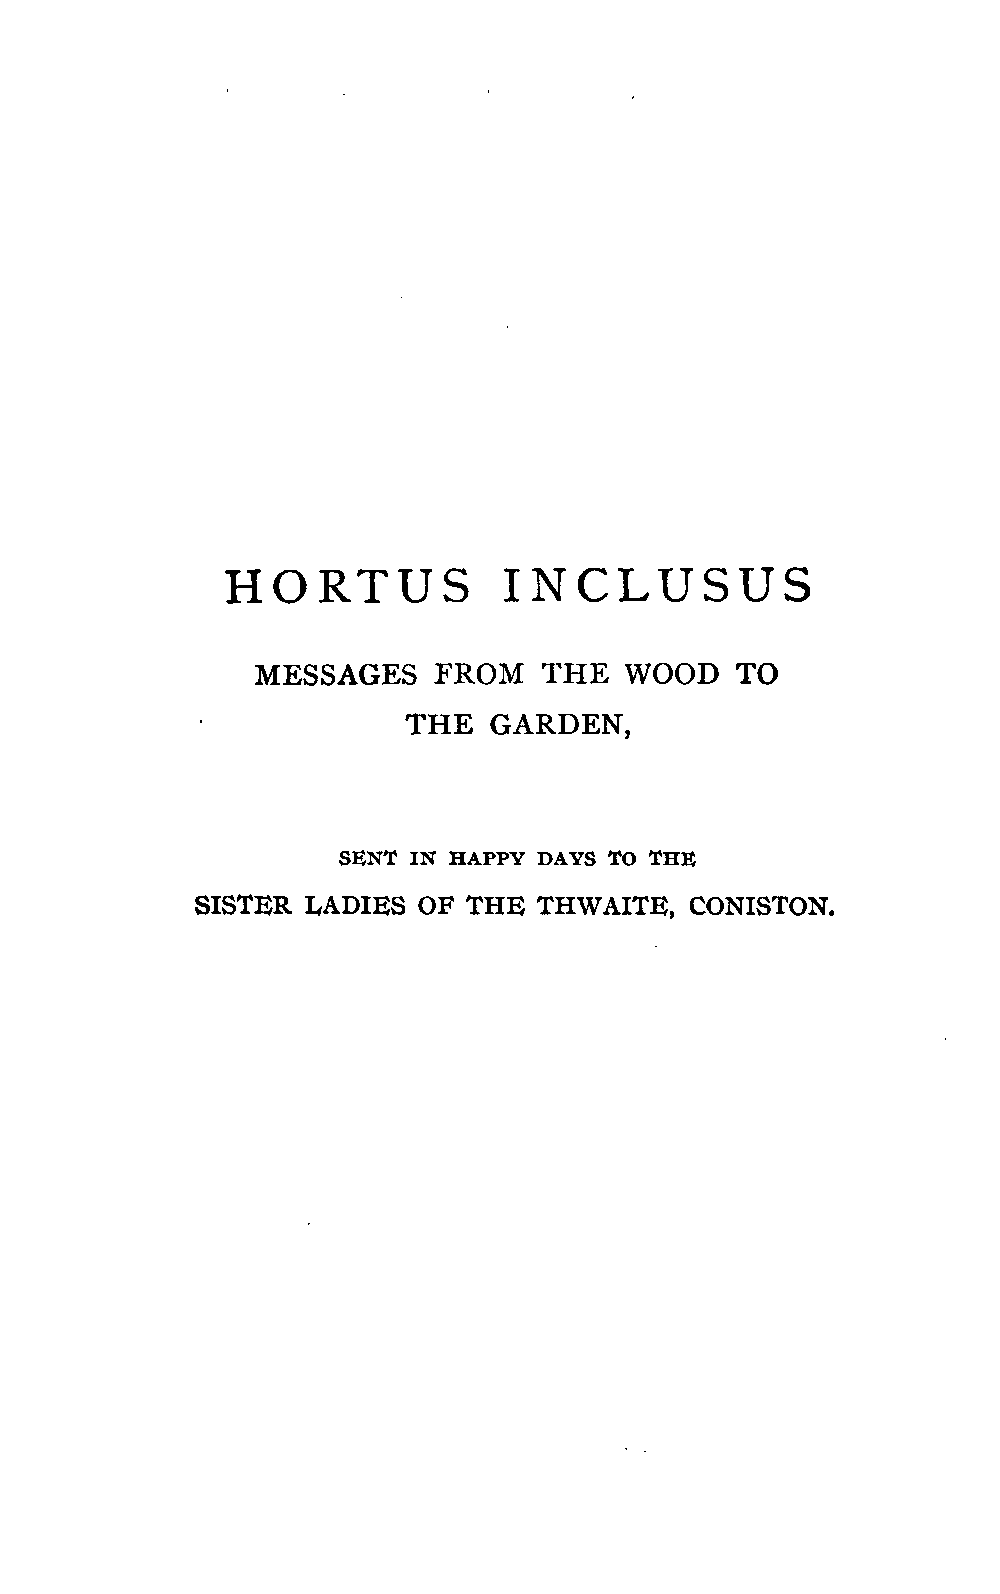 HORTUS INCLUSUS
MESSAGES FROM THE WOOD TO
THE GARDEN,
SENT IN HAPPY DAYS TO THE
SISTER LADIES OF THE THWAITE, CONISTON.